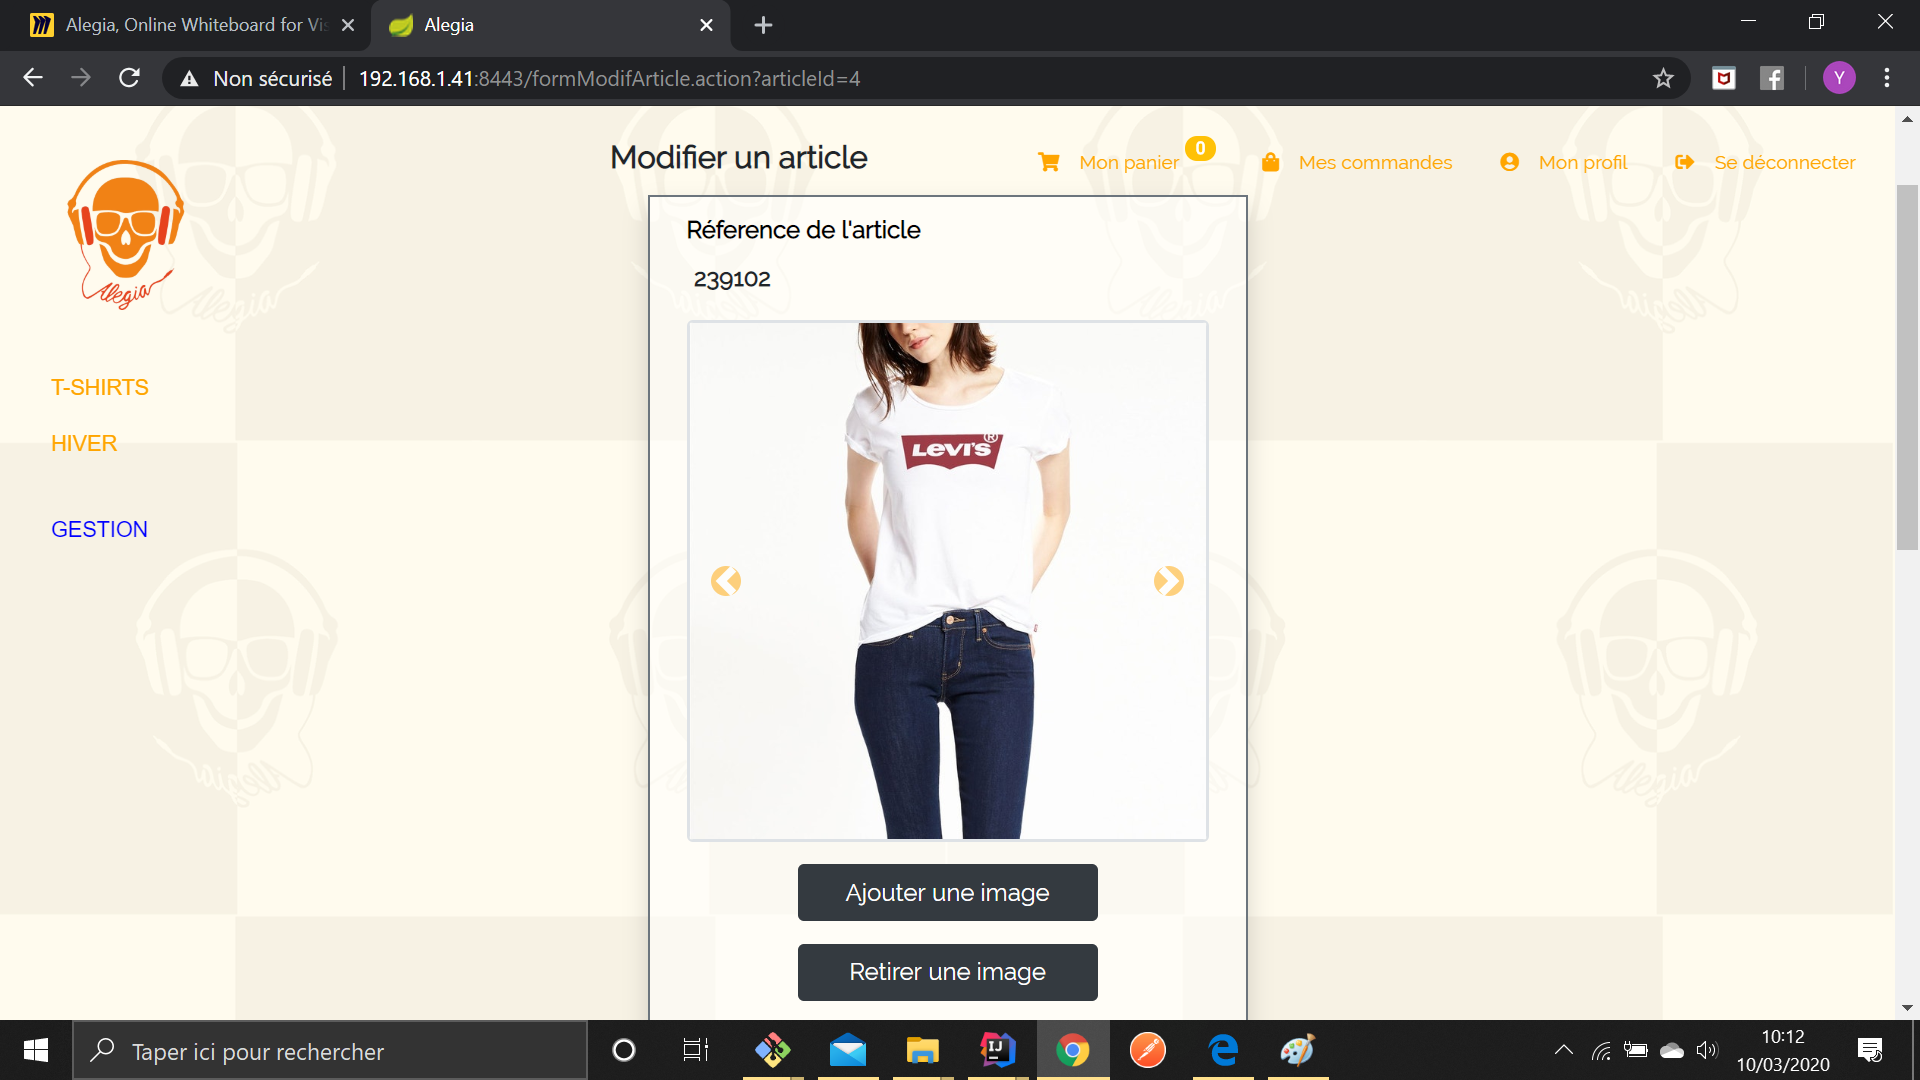 Alegia, Online Whiteboard for Vis
Alegia
Non sécurisé
192.168.1.41:8443/formModifArticle.action?articleId=4
Y
Modifier un article
Mon panier
0
Mes commandes
Mon profil
Se déconnecter
Alegia
T-SHIRTS
HIVER
GESTION
Réference de l'article
239102
LEVI'S
®
Ajouter une image
Retirer une image
Taper ici pour rechercher
IJ
10:12
10/03/2020